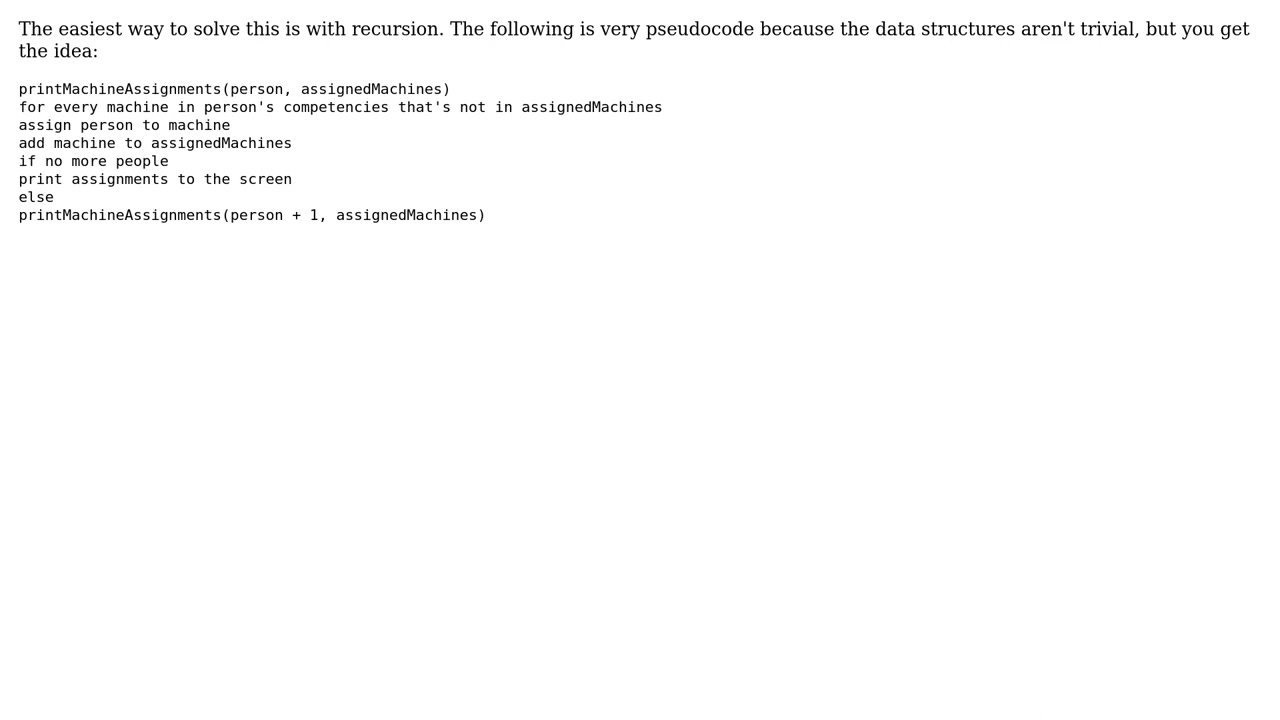 The easiest way to solve this is with recursion. The following is very pseudocode because the data structures aren't trivial, but you get
the idea:
printMachineAssignments(person, assignedMachines)
for every machine in person's competencies that's not in assignedMachines
assign person to machine
add machine to assignedMachines
if no more people
print assignments to the screen
else
printMachineAssignments(person + 1, assignedMachines)